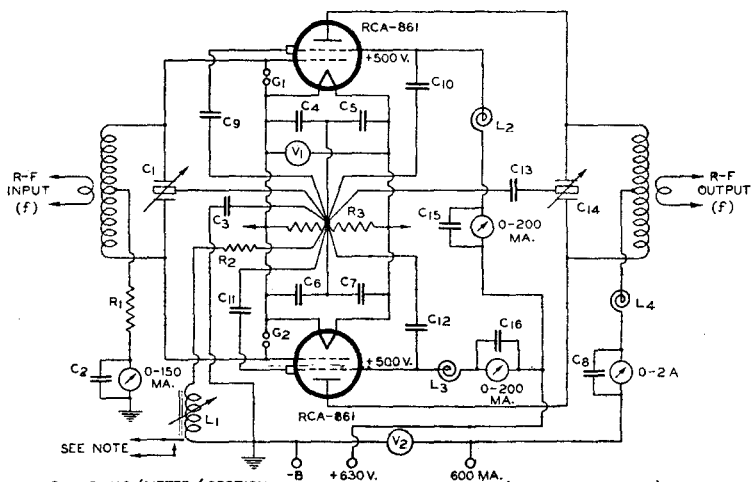 RCA-861
+500 V.
G1
C10
C9
C4
C5
L2
V1
R-F
INPUT
(f)
C1
C13
R-F
OUTPUT
(f)
C3
R3
C15
0-200
MA.
C14
R2
C11
C6
C7
R1
L4
G2
C12
C16
C2
0-150
MA.
+500V.
L3
0-200
MA.
C8
0-2 A
L1
RCA-861
SEE NOTE
V2
-B
+630 V.
600 MA.